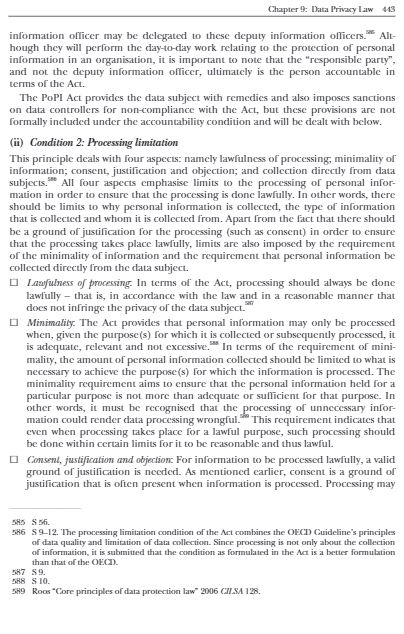 Chapter 9: Data Privacy Law 443
information officer may be delegated to these deputy information officers.585 Alt-
hough they will perform the day-to-day work relating to the protection of personal
information in an organisation, it is important to note that the “responsible party”,
and not the deputy information officer, ultimately is the person accountable in
terms of the Act.
The PoPI Act provides the data subject with remedies and also imposes sanctions
on data controllers for non-compliance with the Act, but these provisions are not
formally included under the accountability condition and will be dealt with below.
(ii) Condition 2: Processing limitation
This principle deals with four aspects: namely lawfulness of processing; minimality of
information; consent, justification and objection; and collection directly from data
subjects.586 All four aspects emphasise limits to the processing of personal infor-
mation in order to ensure that the processing is done lawfully. In other words, there
should be limits to why personal information is collected, the type of information
that is collected and whom it is collected from. Apart from the fact that there should
be a ground of justification for the processing (such as consent) in order to ensure
that the processing takes place lawfully, limits are also imposed by the requirement
of the minimality of information and the requirement that personal information be
collected directly from the data subject.
☐ Lawfulness of processing: In terms of the Act, processing should always be done
lawfully – that is, in accordance with the law and in a reasonable manner that
does not infringe the privacy of the data subject.587
☐ Minimality: The Act provides that personal information may only be processed
when, given the purpose(s) for which it is collected or subsequently processed, it
is adequate, relevant and not excessive.588 In terms of the requirement of mini-
mality, the amount of personal information collected should be limited to what is
necessary to achieve the purpose(s) for which the information is processed. The
minimality requirement aims to ensure that the personal information held for a
particular purpose is not more than adequate or sufficient for that purpose. In
other words, it must be recognised that the processing of unnecessary infor-
mation could render data processing wrongful.589 This requirement indicates that
even when processing takes place for a lawful purpose, such processing should
be done within certain limits for it to be reasonable and thus lawful.
☐ Consent, justification and objection: For information to be processed lawfully, a valid
ground of justification is needed. As mentioned earlier, consent is a ground of
justification that is often present when information is processed. Processing may
585 S 56.
586 S 9–12. The processing limitation condition of the Act combines the OECD Guideline’s principles
of data quality and limitation of data collection. Since processing is not only about the collection
of information, it is submitted that the condition as formulated in the Act is a better formulation
than that of the OECD.
587 S 9.
588 S 10.
589 Roos “Core principles of data protection law” 2006 CILSA 128.